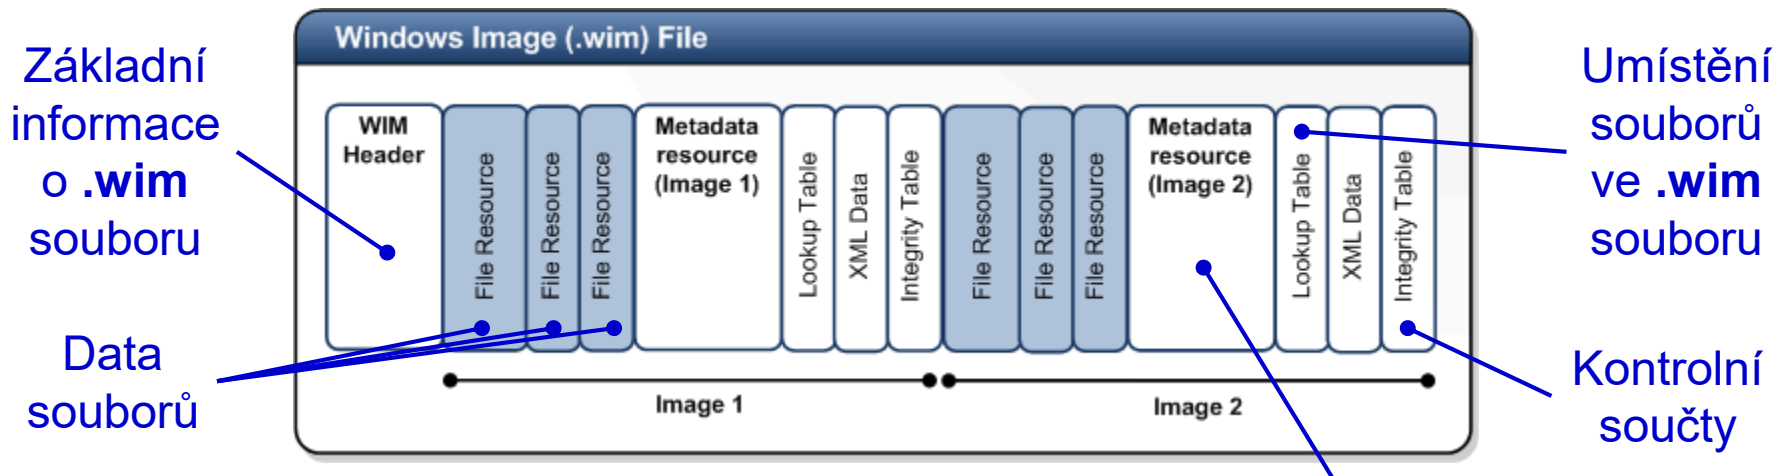 Windows Image (.wim) File
Základní
informace
o .wim
souboru
Data
souborů
WIM
Header
File Resource
File Resource
File Resource
Metadata
resource
(Image 1)
Lookup Table
XML Data
Integrity Table
File Resource
File Resource
File Resource
Metadata
resource
(Image 2)
Lookup Table
XML Data
Integrity Table
Image 1
Image 2
Umístění
souborů
ve .wim
souboru
Kontrolní
součty